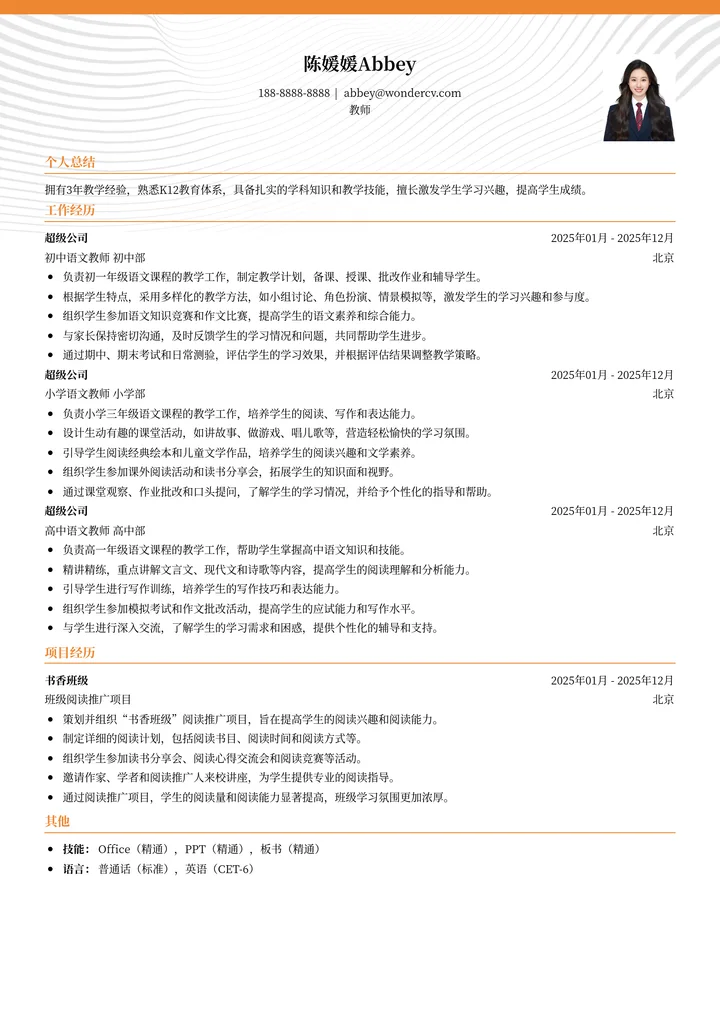 陈媛媛Abbey
188-8888-8888 | abbey@wondercv.com
教师
个人总结
拥有3年教学经验，熟悉K12教育体系，具备扎实的学科知识和教学技能，擅长激发学生学习兴趣，提高学生成绩。
工作经历
超级公司 2025年01月 - 2025年12月
初中语文教师 初中部 北京
• 负责初一年级语文课程的教学工作，制定教学计划，备课、授课、批改作业和辅导学生。
• 根据学生特点，采用多样化的教学方法，如小组讨论、角色扮演、情景模拟等，激发学生的学习兴趣和参与度。
• 组织学生参加语文知识竞赛和作文比赛，提高学生的语文素养和综合能力。
• 与家长保持密切沟通，及时反馈学生的学习情况和问题，共同帮助学生进步。
• 通过期中、期末考试和日常测验，评估学生的学习效果，并根据评估结果调整教学策略。
超级公司 2025年01月 - 2025年12月
小学语文教师 小学部 北京
• 负责小学三年级语文课程的教学工作，培养学生的阅读、写作和表达能力。
• 设计生动有趣的课堂活动，如讲故事、做游戏、唱儿歌等，营造轻松愉快的学习氛围。
• 引导学生阅读经典绘本和儿童文学作品，培养学生的阅读兴趣和文学素养。
• 组织学生参加课外阅读活动和读书分享会，拓展学生的知识面和视野。
• 通过课堂观察、作业批改和口头提问，了解学生的学习情况，并给予个性化的指导和帮助。
超级公司 2025年01月 - 2025年12月
高中语文教师 高中部 北京
• 负责高一年级语文课程的教学工作，帮助学生掌握高中语文知识和技能。
• 精讲精练，重点讲解文言文、现代文和诗歌等内容，提高学生的阅读理解和分析能力。
• 引导学生进行写作训练，培养学生的写作技巧和表达能力。
• 组织学生参加模拟考试和作文批改活动，提高学生的应试能力和写作水平。
• 与学生进行深入交流，了解学生的学习需求和困惑，提供个性化的辅导和支持。
项目经历
书香班级 2025年01月 - 2025年12月
班级阅读推广项目 北京
• 策划并组织“书香班级”阅读推广项目，旨在提高学生的阅读兴趣和阅读能力。
• 制定详细的阅读计划，包括阅读书目、阅读时间和阅读方式等。
• 组织学生参加读书分享会、阅读心得交流会和阅读竞赛等活动。
• 邀请作家、学者和阅读推广人来校讲座，为学生提供专业的阅读指导。
• 通过阅读推广项目，学生的阅读量和阅读能力显著提高，班级学习氛围更加浓厚。
其他
• 技能： Office（精通）, PPT（精通）, 板书（精通）
• 语言： 普通话（标准）, 英语（CET-6）